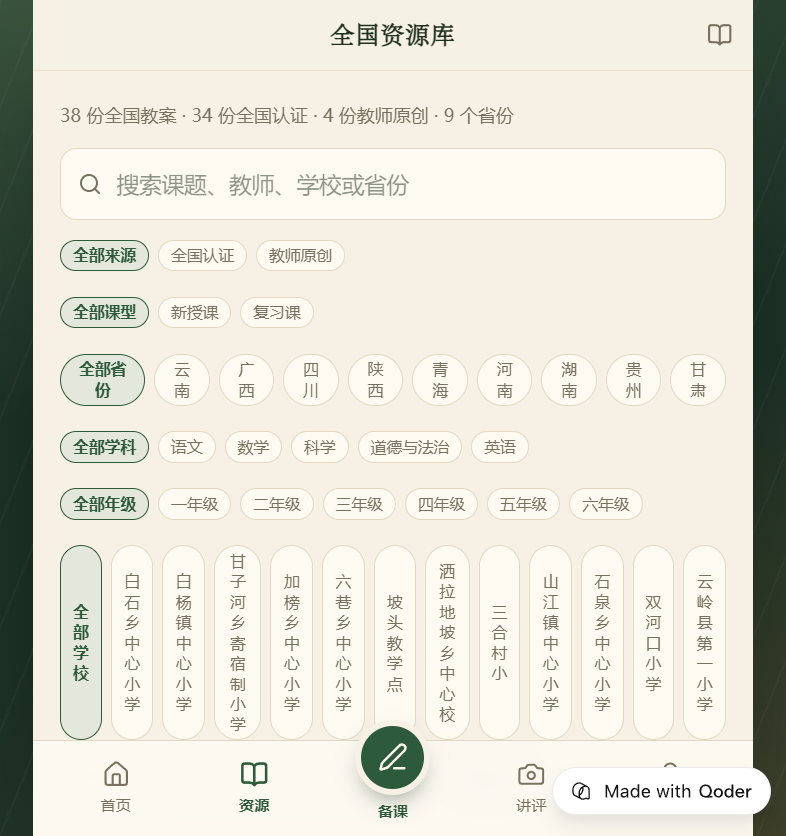 全国资源库
38 份全国教案 · 34 份全国认证 · 4 份教师原创 · 9 个省份
搜索课题、教师、学校或省份
全部来源 全国认证 教师原创
全部课型 新授课 复习课
全部省份 云南 广西 四川 陕西 青海 河南 湖南 贵州 甘肃
全部学科 语文 数学 科学 道德与法治 英语
全部年级 一年级 二年级 三年级 四年级 五年级 六年级
全部学校
白石乡中心小学
白杨镇中心小学
甘子河乡寄宿制小学
加榜乡中心小学
六巷乡中心小学
坡头教学点
洒拉地坡乡中心校
三合村小
山江镇中心小学
石泉乡中心小学
双河口小学
云岭县第一小学
首页 资源 备课 讲评
Made with Qoder